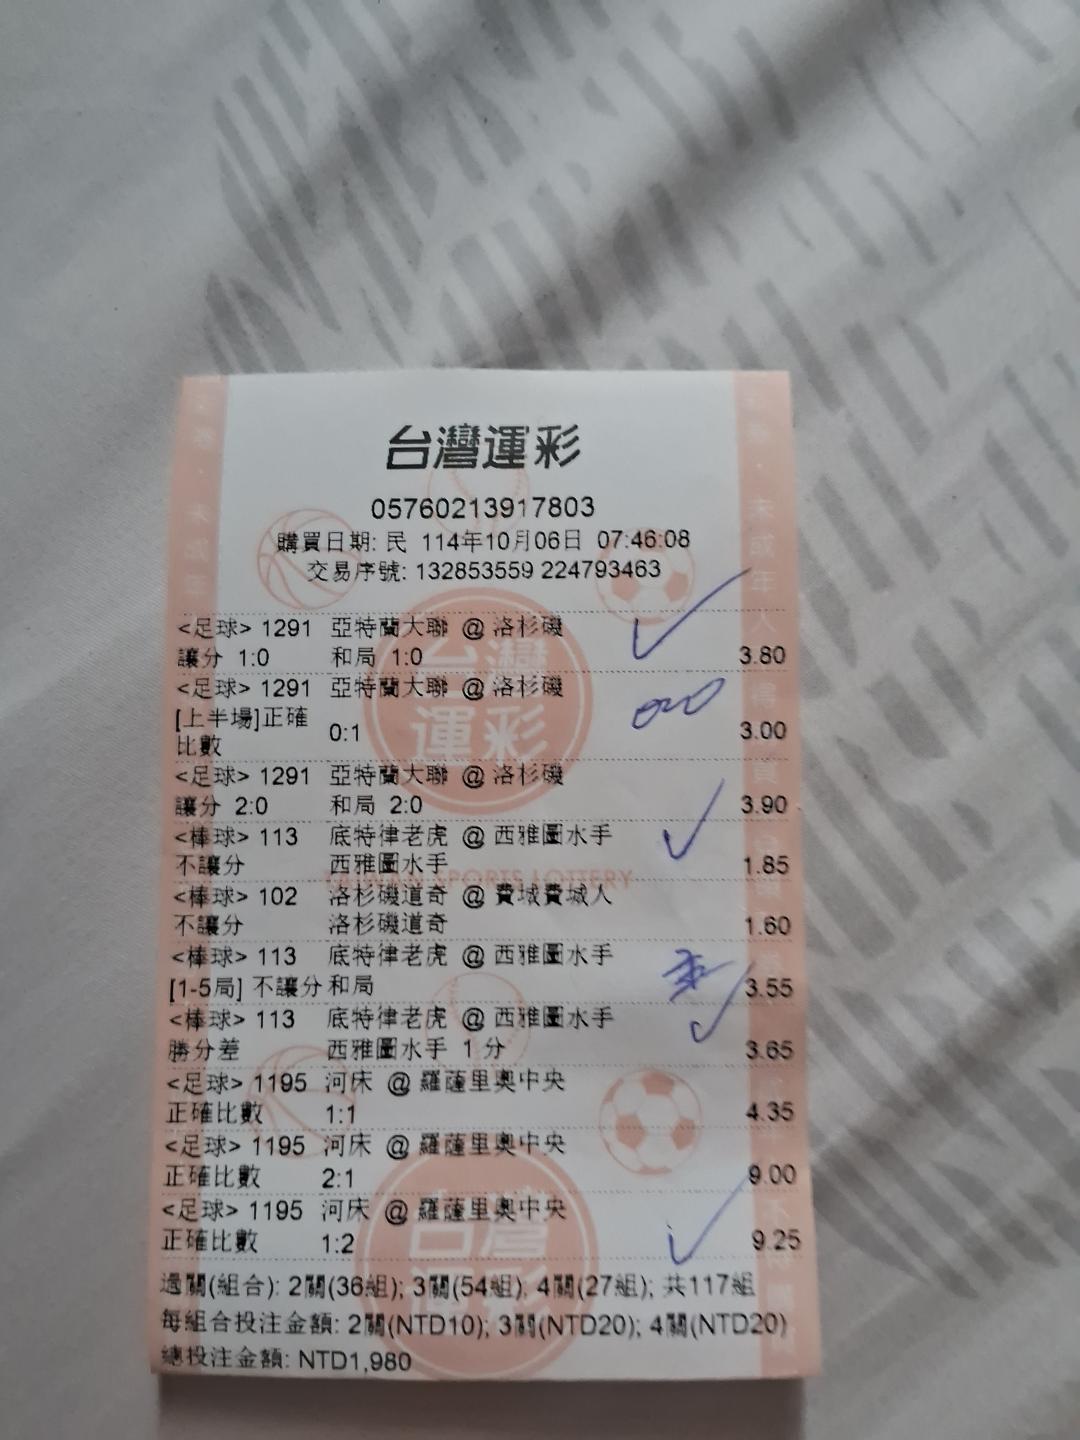 台灣運彩
05760213917803
購買日期: 民 114年10月06日 07:46:08
交易序號: 132853559 224793463
<足球> 1291 亞特蘭大聯 @ 洛杉磯
讓分 1:0 和局 1:0 3.80
<足球> 1291 亞特蘭大聯 @ 洛杉磯
[上半場]正確
比數 0:1 3.00
<足球> 1291 亞特蘭大聯 @ 洛杉磯
讓分 2:0 和局 2:0 3.90
<棒球> 113 底特律老虎 @ 西雅圖水手
不讓分 西雅圖水手 1.85
<棒球> 102 洛杉磯道奇 @ 費城費城人
不讓分 洛杉磯道奇 1.60
<棒球> 113 底特律老虎 @ 西雅圖水手
[1-5局] 不讓分 和局 3.55
<棒球> 113 底特律老虎 @ 西雅圖水手
勝分差 西雅圖水手 1 分 3.65
<足球> 1195 河床 @ 羅薩里奧中央
正確比數 1:1 4.35
<足球> 1195 河床 @ 羅薩里奧中央
正確比數 2:1 9.00
<足球> 1195 河床 @ 羅薩里奧中央
正確比數 1:2 9.25
過關(組合): 2關(36組); 3關(54組); 4關(27組); 共117組
每組合投注金額: 2關(NTD10); 3關(NTD20); 4關(NTD20)
總投注金額: NTD1,980